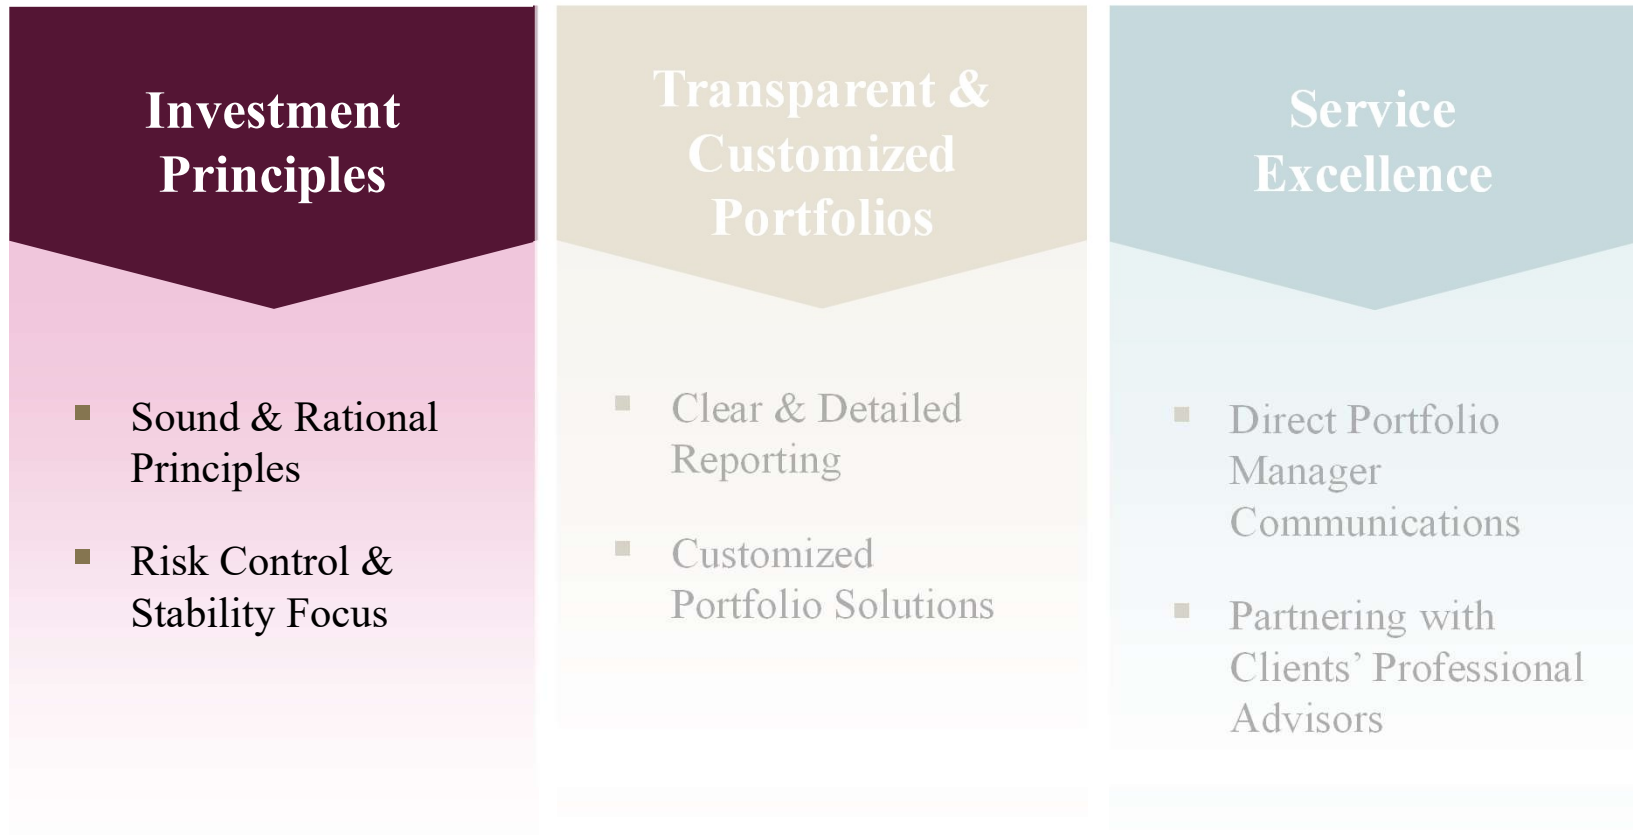 Investment
Principles
Sound & Rational
Principles
Risk Control &
Stability Focus
Transparent &
Customized
Portfolios
Clear & Detailed
Reporting
Customized
Portfolio Solutions
Service
Excellence
Direct Portfolio
Manager
Communications
Partnering with
Clients’ Professional
Advisors